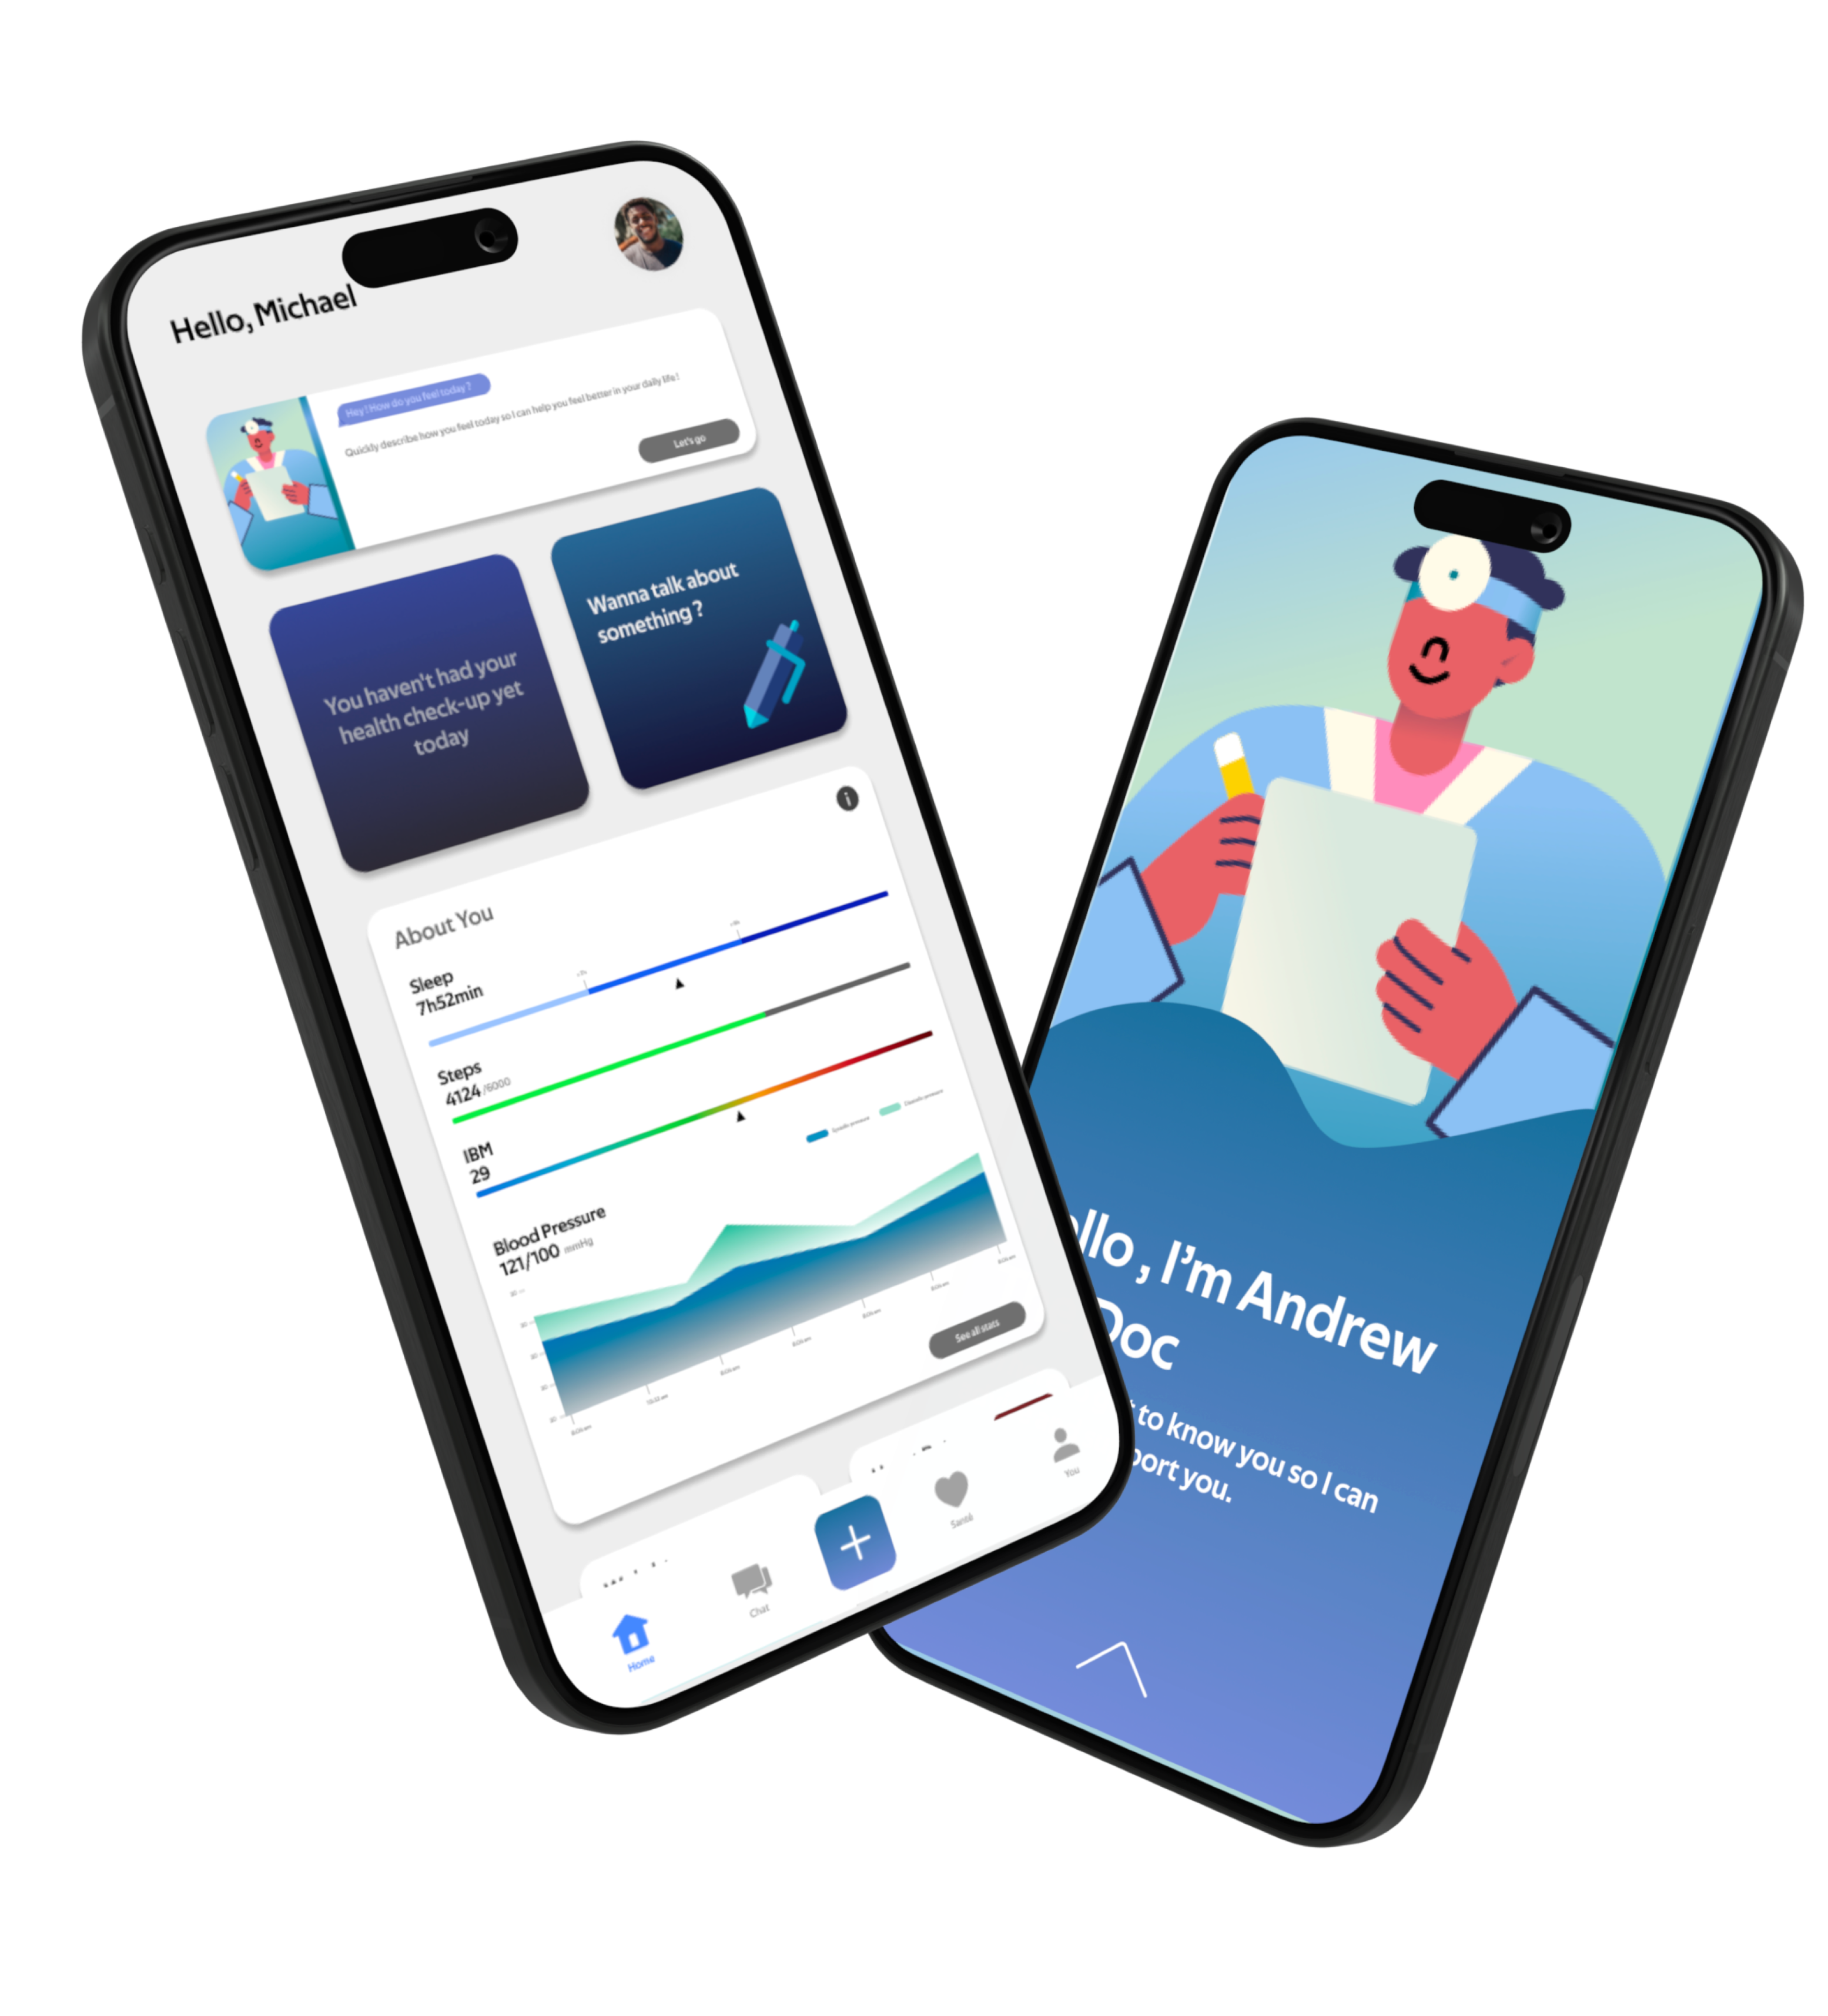 Hello, Michael
Hey ! How do you feel today ?
Quickly describe how you feel today so I can help you feel better in your daily life !
Let's go
You haven't had your
health check-up yet
today
Wanna talk about
something ?
About You
Sleep
7h52min
Steps
4124 /6000
IBM
29
Blood Pressure
121/100 mmHg
See all stats
Home
Chat
Santé
You
llo, I'm Andrew
Doc
to know you so I can
port you.